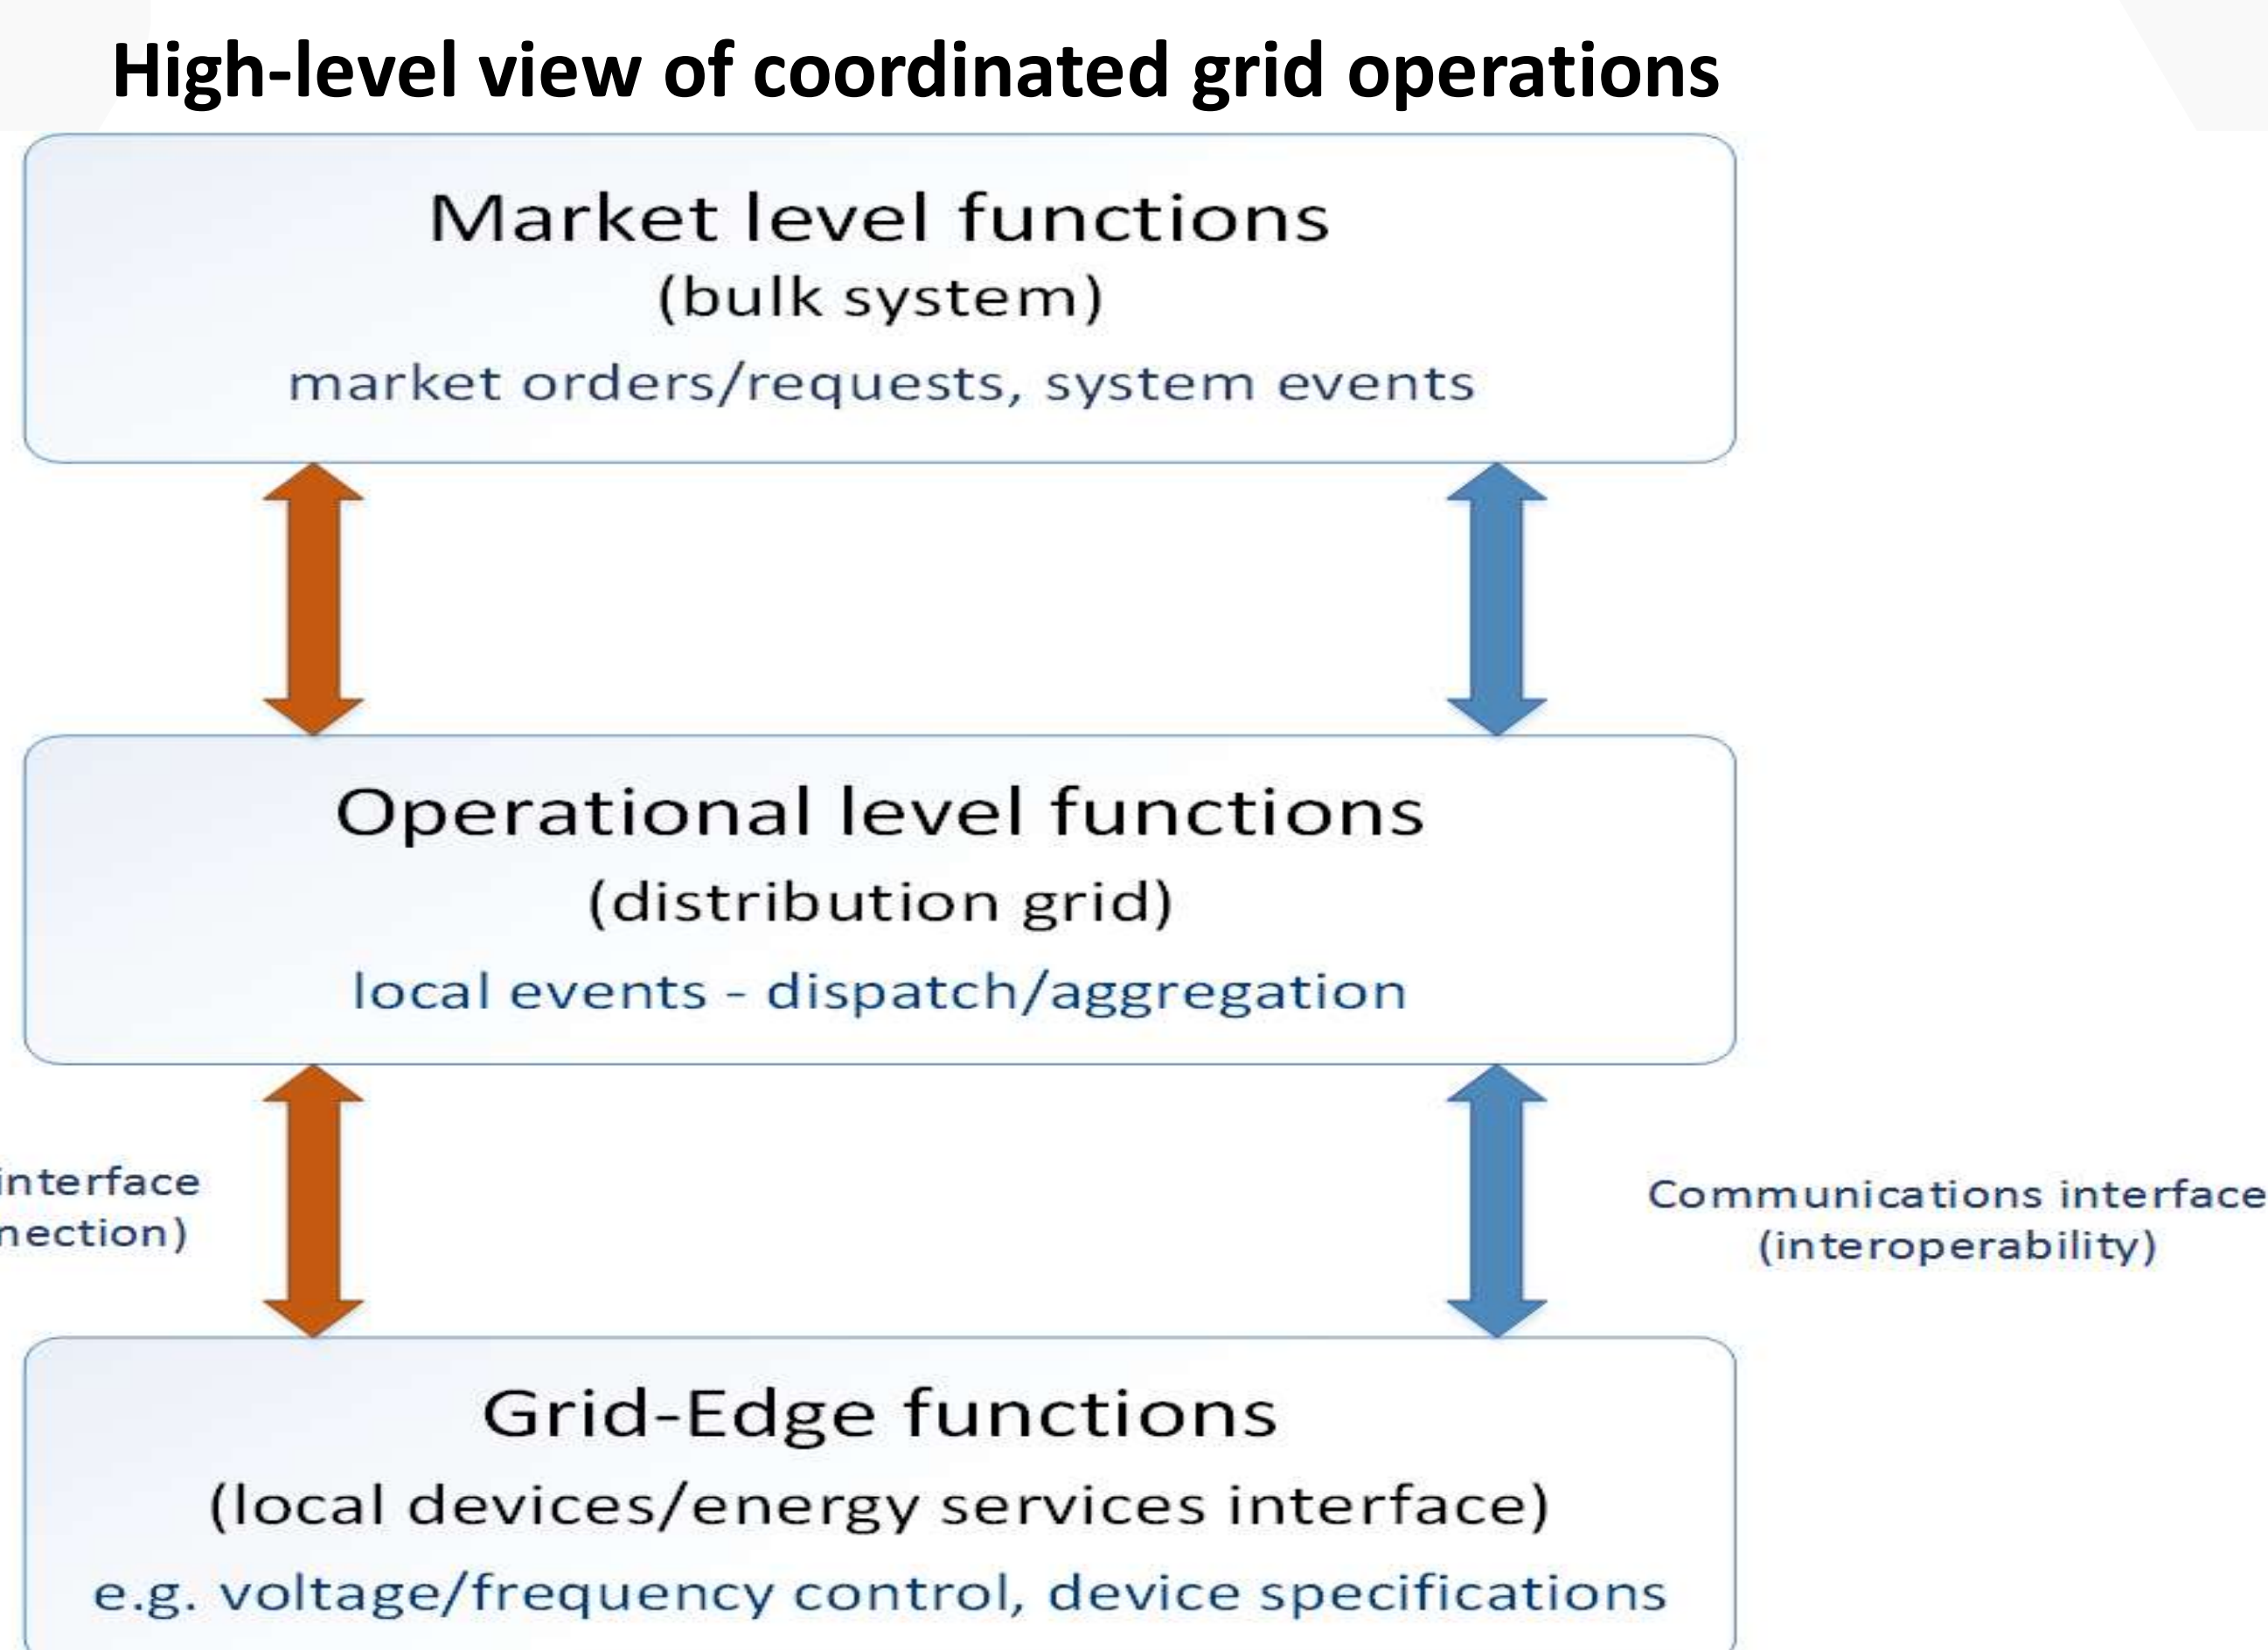 High-level view of coordinated grid operations
Market level functions
(bulk system)
market orders/requests, system events
Operational level functions
(distribution grid)
local events - dispatch/aggregation
interface
nection)
Communications interface
(interoperability)
Grid-Edge functions
(local devices/energy services interface)
e.g. voltage/frequency control, device specifications